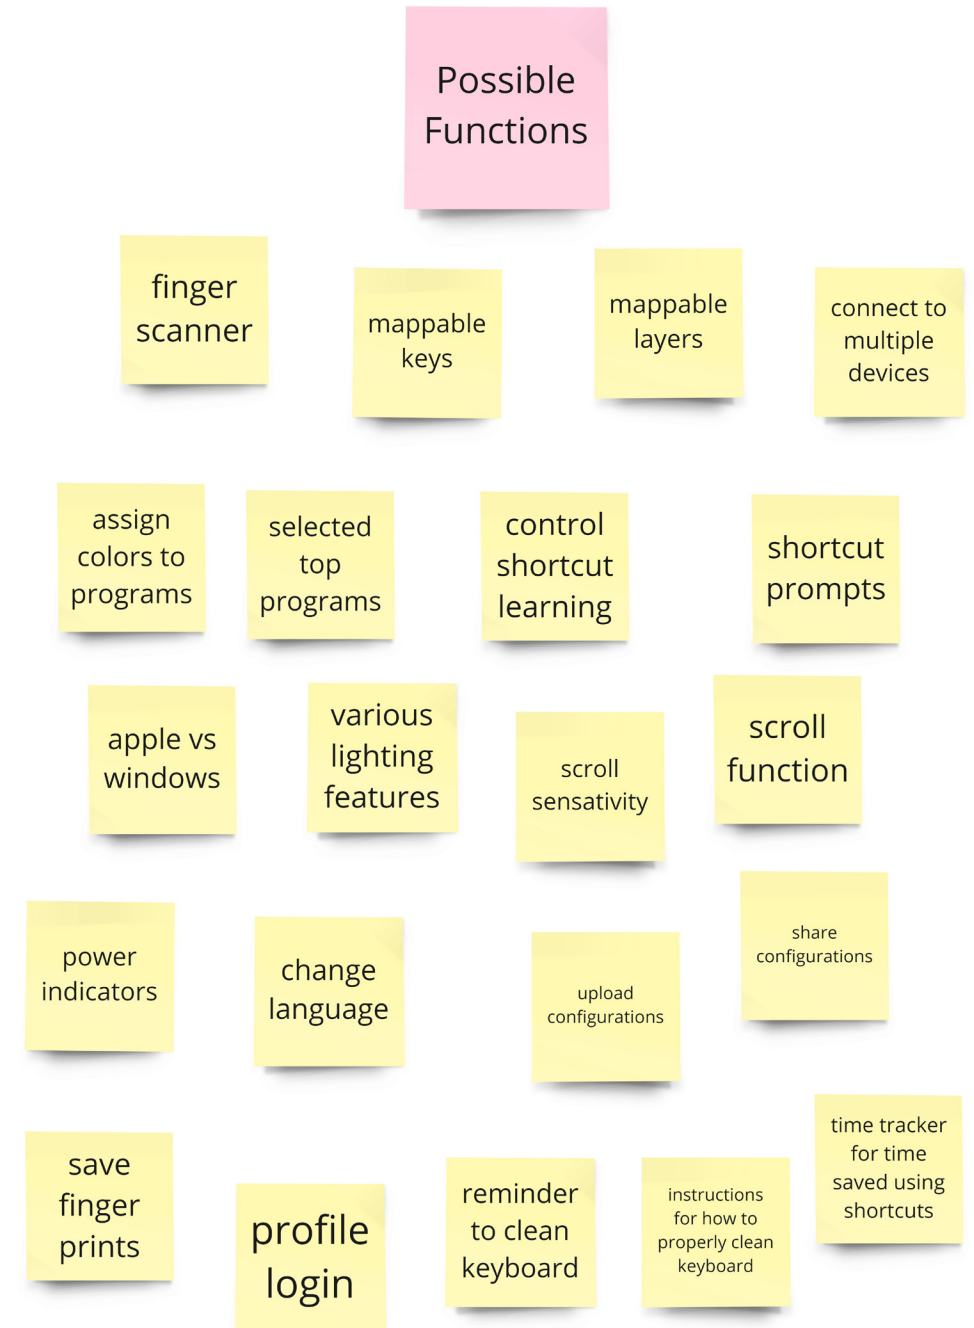 Possible
Functions
finger
scanner
mappable
keys
mappable
layers
connect to
multiple
devices
assign
colors to
programs
selected
top
programs
control
shortcut
learning
shortcut
prompts
apple vs
windows
various
lighting
features
scroll
sensativity
scroll
function
power
indicators
change
language
upload
configurations
share
configurations
save
finger
prints
profile
login
reminder
to clean
keyboard
instructions
for how to
properly clean
keyboard
time tracker
for time
saved using
shortcuts